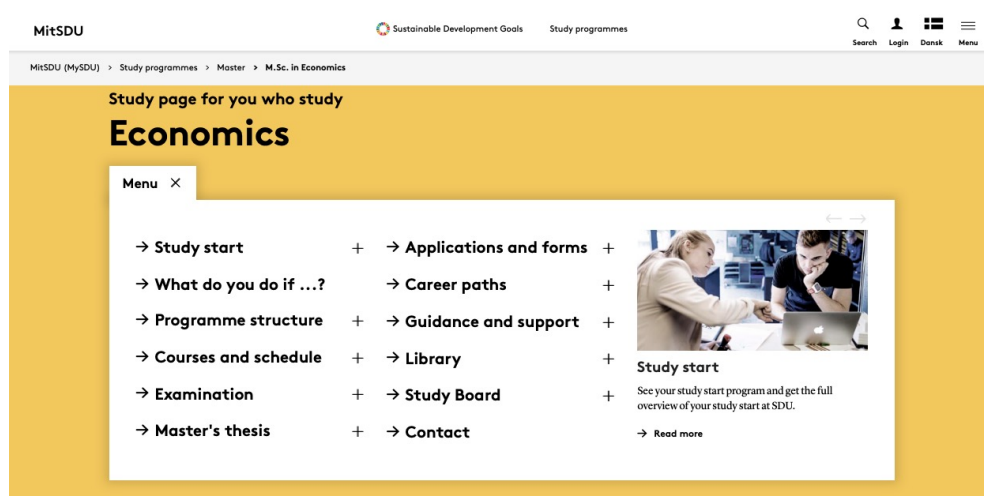 MitSDU
Sustainable Development Goals
Study programmes
Search
Login
Dansk
Menu
MitSDU (MySDU) > Study programmes > Master > M.Sc. in Economics
Study page for you who study
Economics
Menu ×
→ Study start +
→ What do you do if ...?
→ Programme structure +
→ Courses and schedule +
→ Examination +
→ Master's thesis +
→ Applications and forms +
→ Career paths +
→ Guidance and support +
→ Library +
→ Study Board +
→ Contact
← →
Study start
See your study start program and get the full
overview of your study start at SDU.
→ Read more